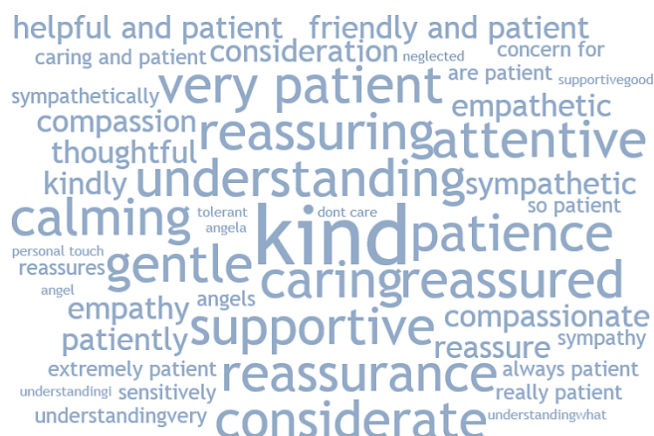 helpful and patient friendly and patient
caring and patient consideration neglected concern for
very patient are patient supportivegood
sympathetically empathetic
compassion reassuring attentive
thoughtful
kindly understanding sympathetic
calming tolerant kind dont care so patient
angela patience
personal touch
reassures gentle caring reassured
angel
empathy angels supportive compassionate
patiently reassure sympathy
extremely patient reassurance always patient
understandingi sensitively really patient
understandingvery considerate understandingwhat